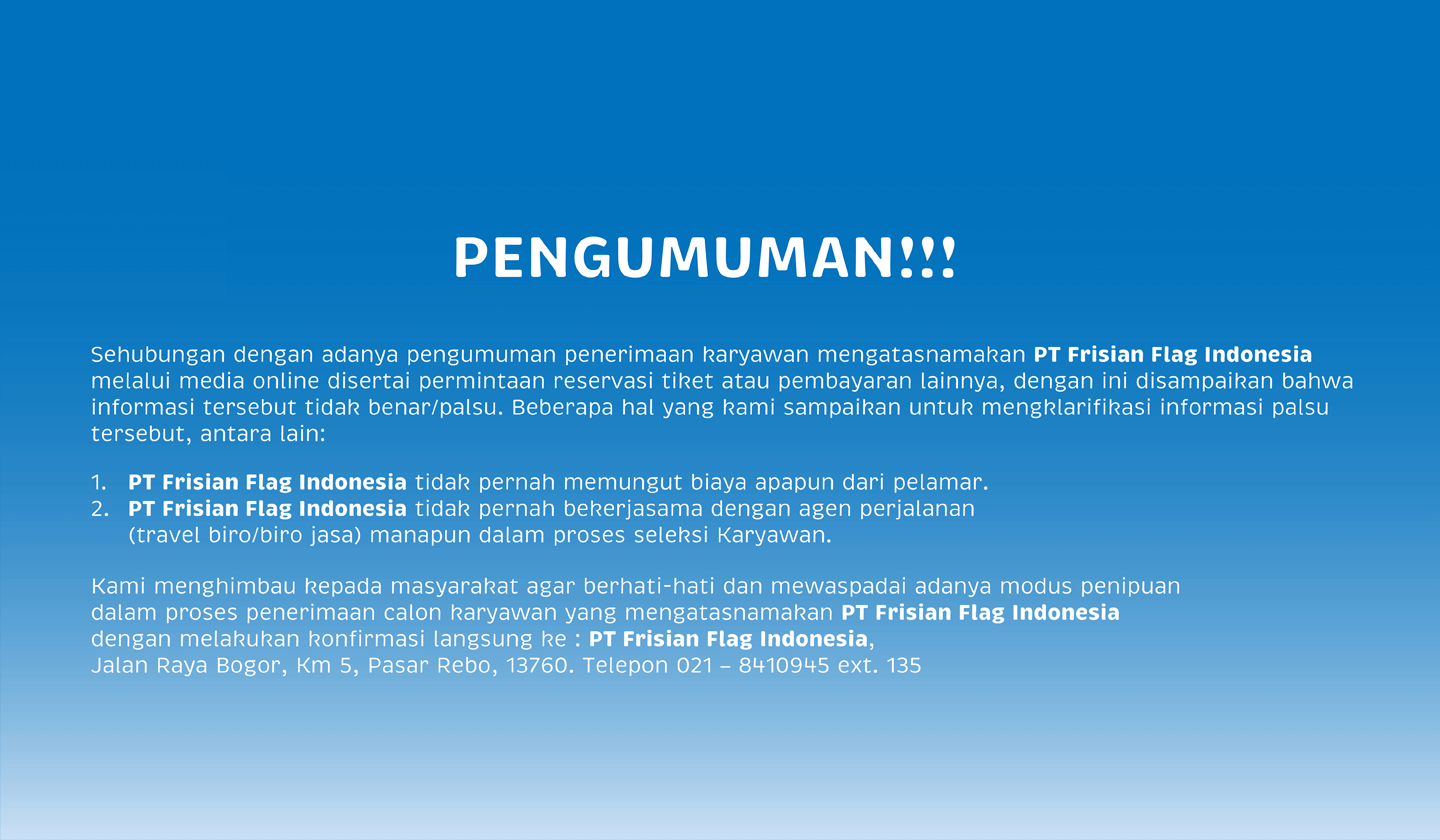 PENGUMUMAN!!!
Sehubungan dengan adanya pengumuman penerimaan karyawan mengatasnamakan PT Frisian Flag Indonesia
melalui media online disertai permintaan reservasi tiket atau pembayaran lainnya, dengan ini disampaikan bahwa
informasi tersebut tidak benar/palsu. Beberapa hal yang kami sampaikan untuk mengklarifikasi informasi palsu
tersebut, antara lain:
1. PT Frisian Flag Indonesia tidak pernah memungut biaya apapun dari pelamar.
2. PT Frisian Flag Indonesia tidak pernah bekerjasama dengan agen perjalanan
(travel biro/biro jasa) manapun dalam proses seleksi Karyawan.
Kami menghimbau kepada masyarakat agar berhati-hati dan mewaspadai adanya modus penipuan
dalam proses penerimaan calon karyawan yang mengatasnamakan PT Frisian Flag Indonesia
dengan melakukan konfirmasi langsung ke : PT Frisian Flag Indonesia,
Jalan Raya Bogor, Km 5, Pasar Rebo, 13760. Telepon 021 – 8410945 ext. 135